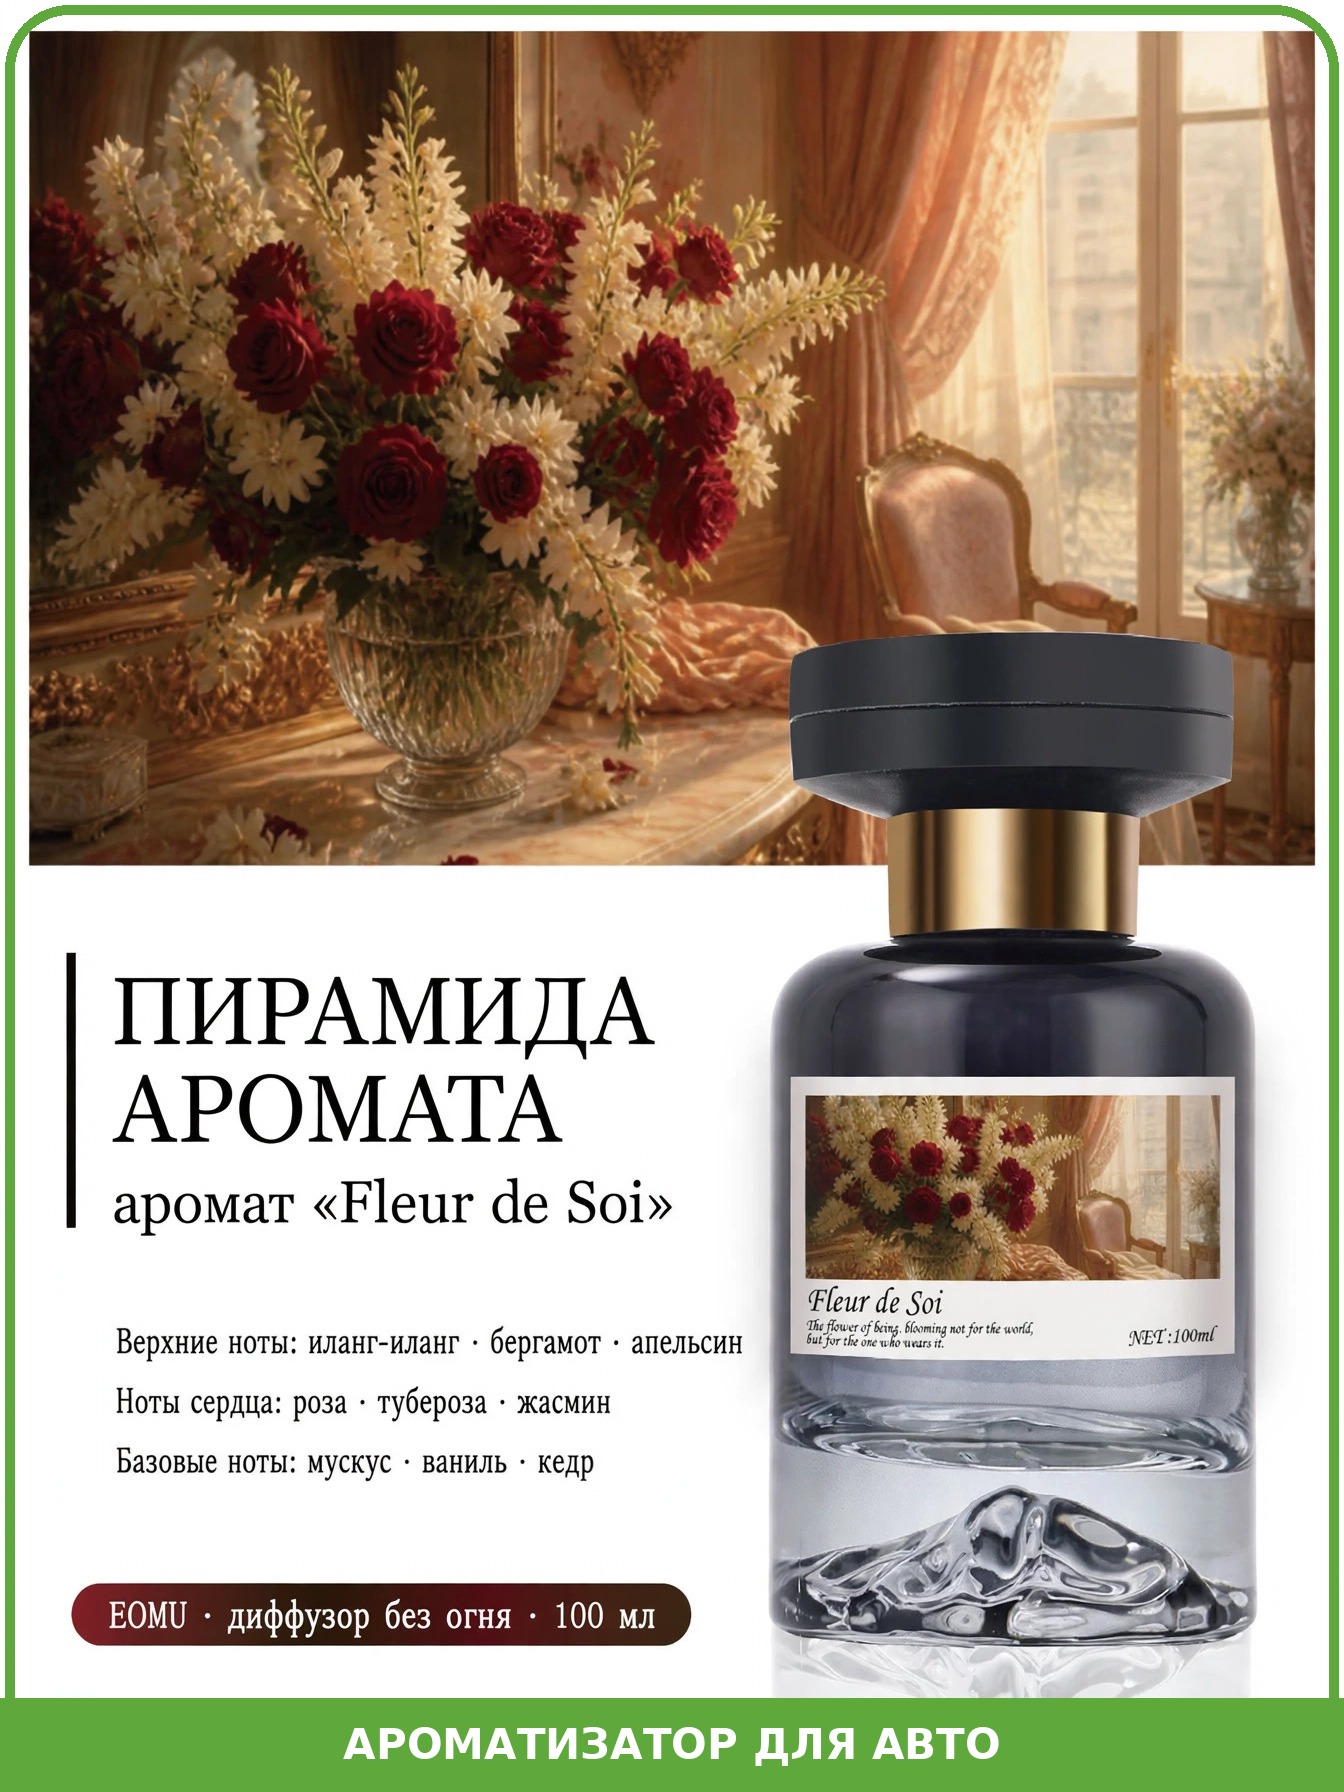 ПИРАМИДА
АРОМАТА
аромат «Fleur de Soi»
Верхние ноты: иланг-иланг · бергамот · апельсин
Ноты сердца: роза · тубероза · жасмин
Базовые ноты: мускус · ваниль · кедр
EOMU · диффузор без огня · 100 мл
Fleur de Soi
The flower of being, blooming not for the world,
but for the one who wears it.
NET:100ml
АРОМАТИЗАТОР ДЛЯ АВТО